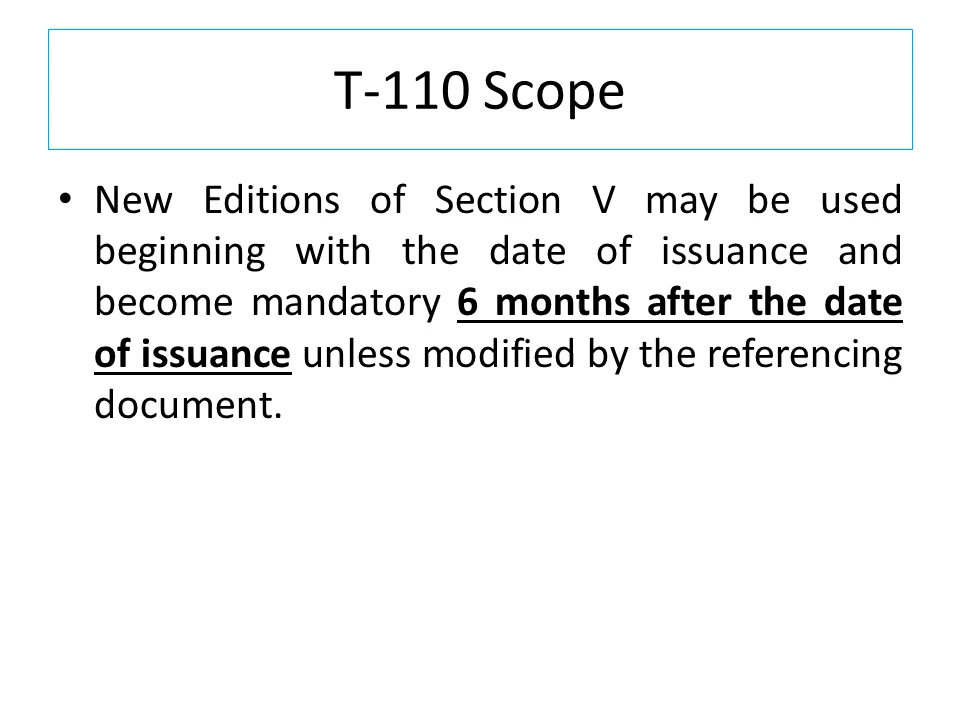 T-110 Scope
• New Editions of Section V may be used
beginning with the date of issuance and
become mandatory 6 months after the date
of issuance unless modified by the referencing
document.